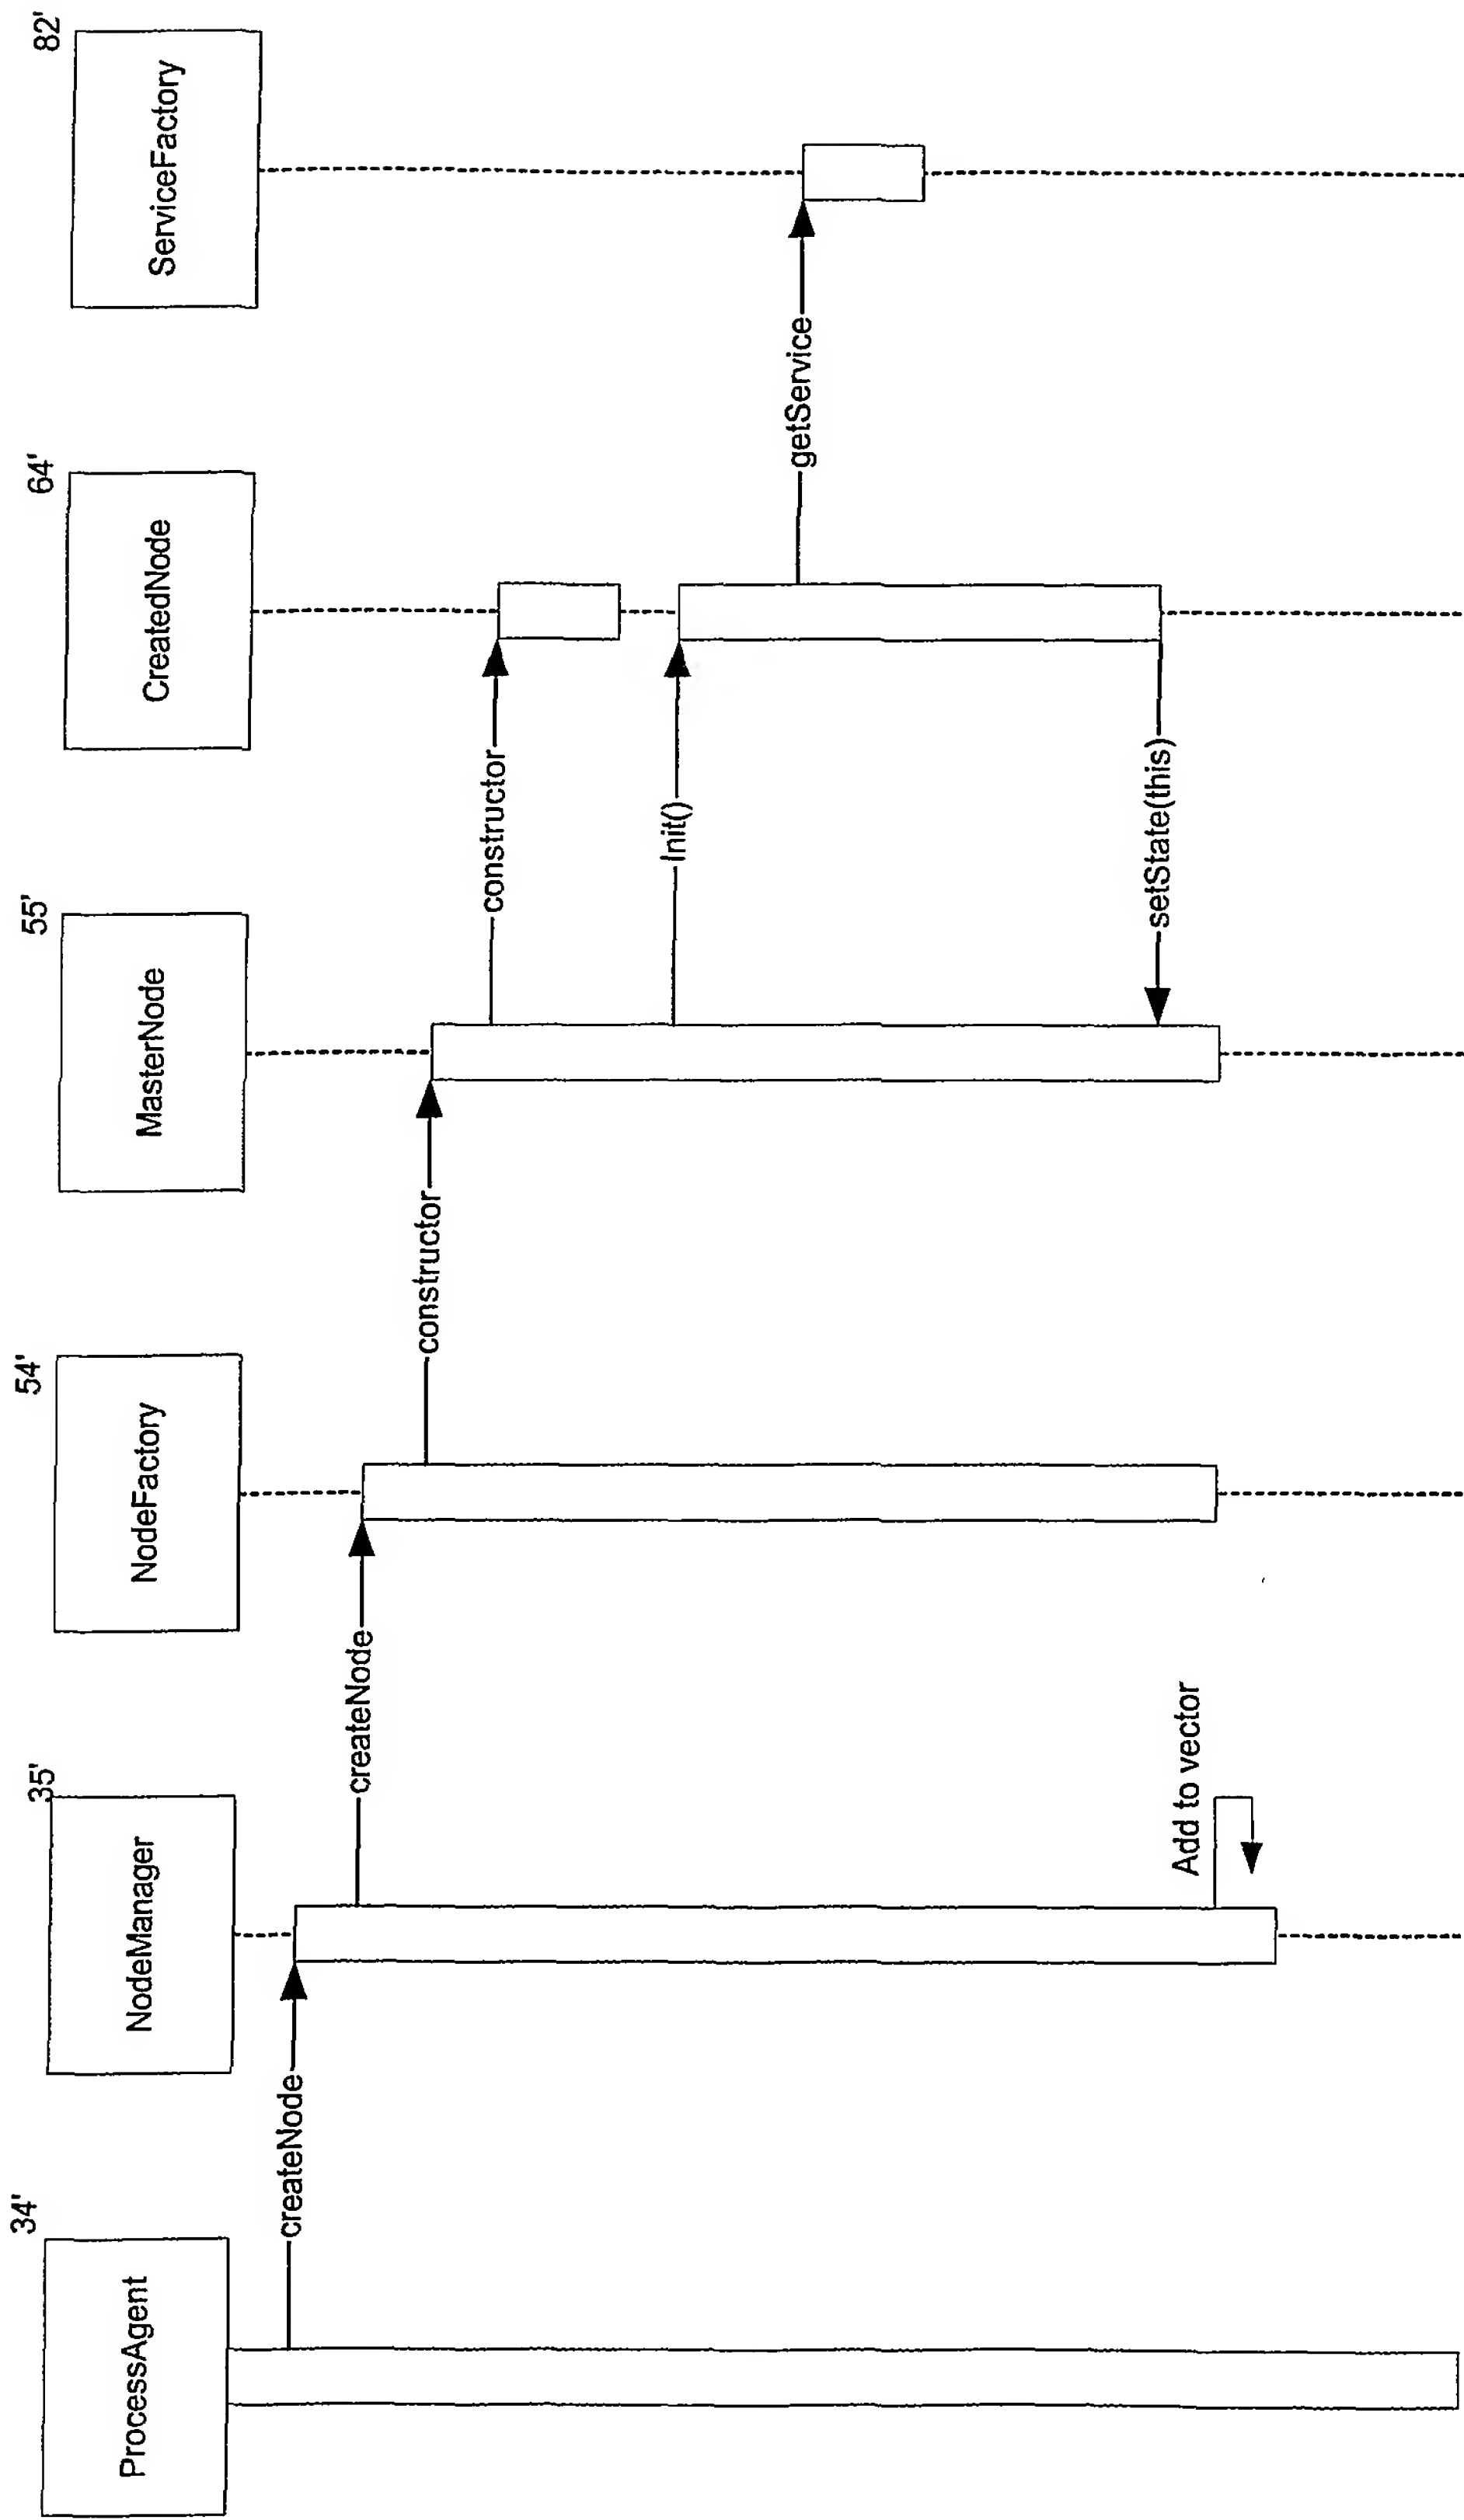 34'
35'
54'
55'
64'
82'
ProcessAgent
NodeManager
NodeFactory
MasterNode
CreatedNode
ServiceFactory
createNode
createNode
constructor
constructor
Init()
getService
setState(this)
Add to vector